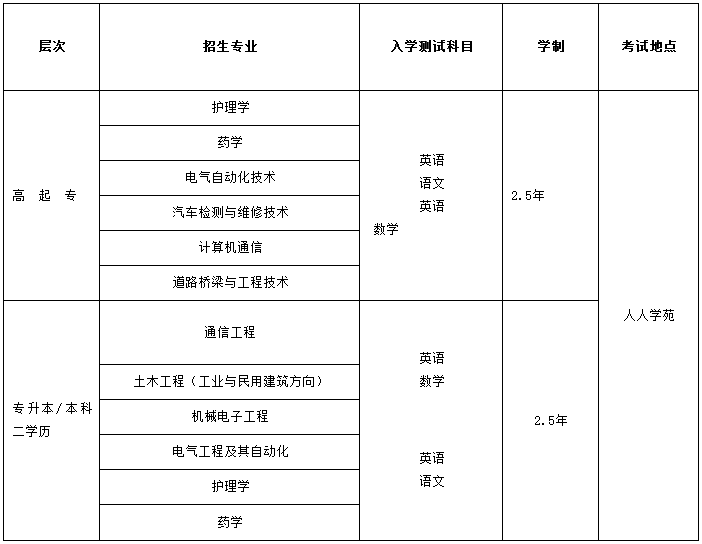 层次 招生专业 入学测试科目 学制 考试地点
高 起 专
护理学
药学
电气自动化技术
汽车检测与维修技术
计算机通信
道路桥梁与工程技术
英语
语文
英语
数学
2.5年
人人学苑
专升本/本科
二学历
通信工程
土木工程（工业与民用建筑方向）
机械电子工程
电气工程及其自动化
护理学
药学
英语
数学
英语
语文
2.5年